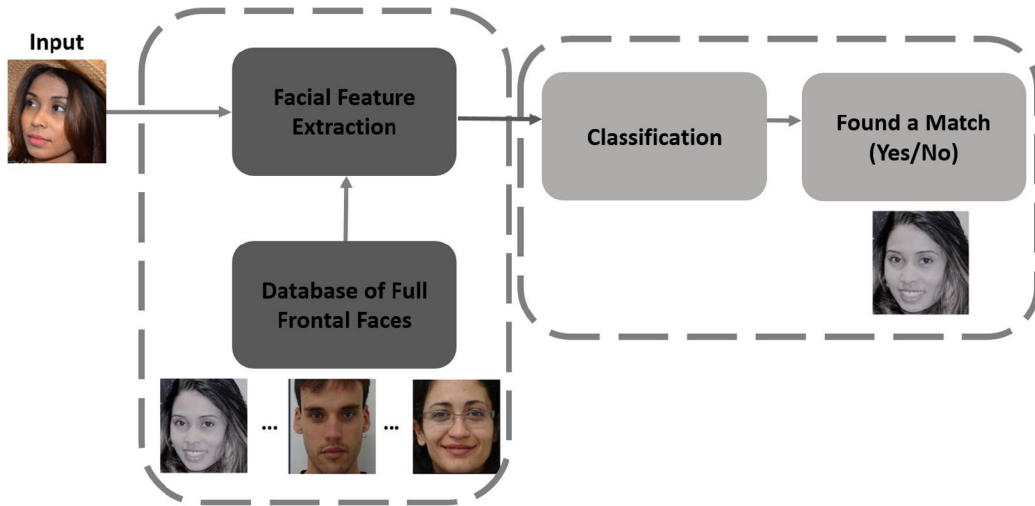 Input
Facial Feature
Extraction
Classification
Found a Match
(Yes/No)
Database of Full
Frontal Faces
... ...